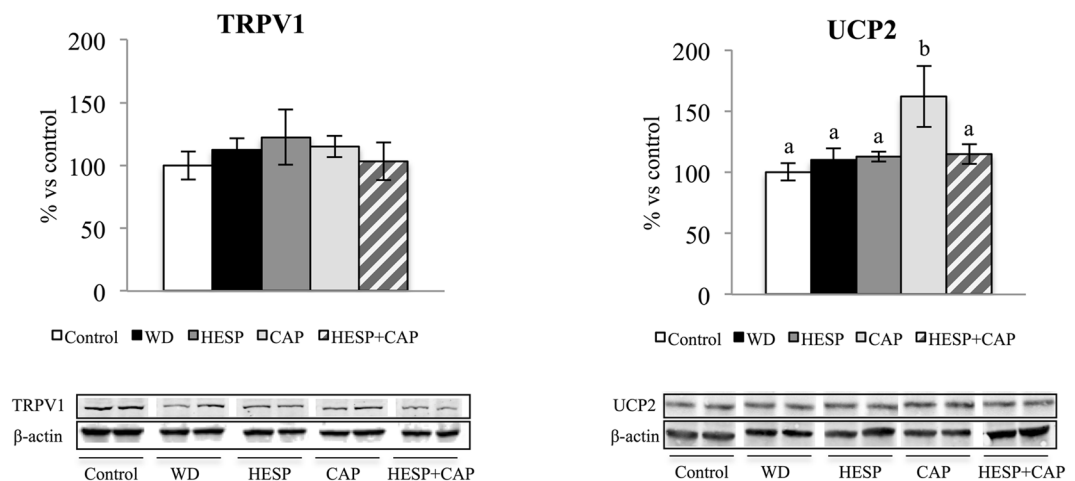 TRPV1
200
150
100
50
0
% vs control
Control WD HESP CAP HESP+CAP
TRPV1
β-actin
Control WD HESP CAP HESP+CAP
UCP2
200
150
100
50
0
% vs control
a a a b a
Control WD HESP CAP HESP+CAP
UCP2
β-actin
Control WD HESP CAP HESP+CAP